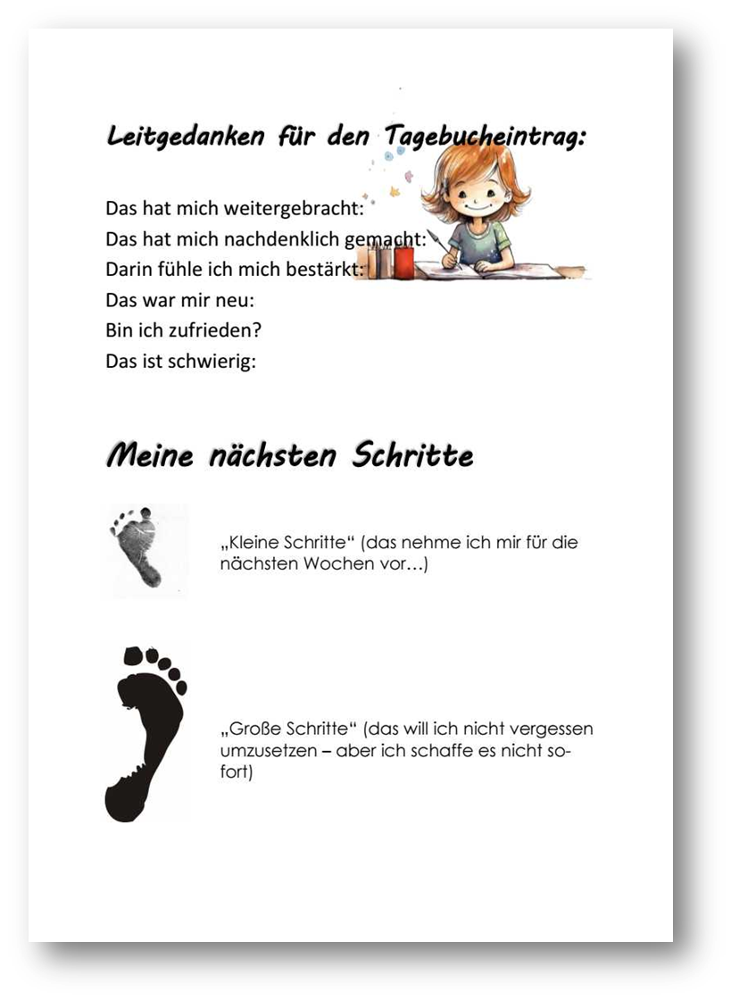 Leitgedanken für den Tagebucheintrag:
Das hat mich weitergebracht:
Das hat mich nachdenklich gemacht:
Darin fühle ich mich bestärkt:
Das war mir neu:
Bin ich zufrieden?
Das ist schwierig:
Meine nächsten Schritte
„Kleine Schritte“ (das nehme ich mir für die
nächsten Wochen vor…)
„Große Schritte“ (das will ich nicht vergessen
umzusetzen – aber ich schaffe es nicht so-
fort)